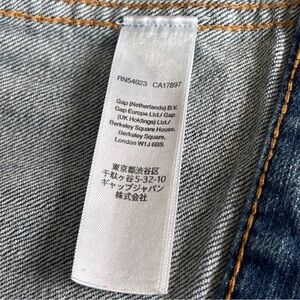 RN54023 CA17897
Gap (Netherlands) B.V.
Gap Europe Ltd./ Gap
(UK Holdings) Ltd./
Berkeley Square House,
Berkeley Square,
London W1J 6BS
東京都渋谷区
千駄ヶ谷5-32-10
ギャップジャパン
株式会社